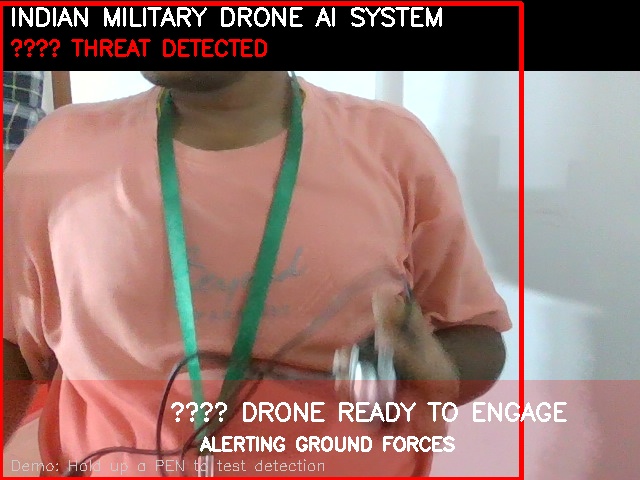 INDIAN MILITARY DRONE AI SYSTEM
???? THREAT DETECTED
???? DRONE READY TO ENGAGE
ALERTING GROUND FORCES
Demo: Hold up a PEN to test detection